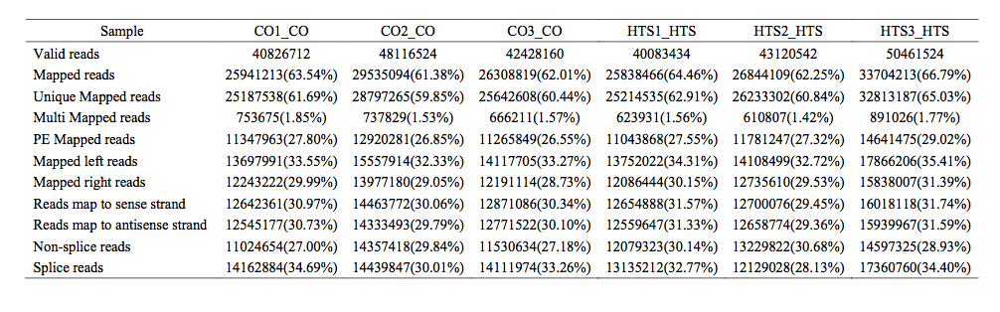 Sample CO1_CO CO2_CO CO3_CO HTS1_HTS HTS2_HTS HTS3_HTS
Valid reads 40826712 48116524 42428160 40083434 43120542 50461524
Mapped reads 25941213(63.54%) 29535094(61.38%) 26308819(62.01%) 25838466(64.46%) 26844109(62.25%) 33704213(66.79%)
Unique Mapped reads 25187538(61.69%) 28797265(59.85%) 25642608(60.44%) 25214535(62.91%) 26233302(60.84%) 32813187(65.03%)
Multi Mapped reads 753675(1.85%) 737829(1.53%) 666211(1.57%) 623931(1.56%) 610807(1.42%) 891026(1.77%)
PE Mapped reads 11347963(27.80%) 12920281(26.85%) 11265849(26.55%) 11043868(27.55%) 11781247(27.32%) 14641475(29.02%)
Mapped left reads 13697991(33.55%) 15557914(32.33%) 14117705(33.27%) 13752022(34.31%) 14108499(32.72%) 17866206(35.41%)
Mapped right reads 12243222(29.99%) 13977180(29.05%) 12191114(28.73%) 12086444(30.15%) 12735610(29.53%) 15838007(31.39%)
Reads map to sense strand 12642361(30.97%) 14463772(30.06%) 12871086(30.34%) 12654888(31.57%) 12700076(29.45%) 16018118(31.74%)
Reads map to antisense strand 12545177(30.73%) 14333493(29.79%) 12771522(30.10%) 12559647(31.33%) 12658774(29.36%) 15939967(31.59%)
Non-splice reads 11024654(27.00%) 14357418(29.84%) 11530634(27.18%) 12079323(30.14%) 13229822(30.68%) 14597325(28.93%)
Splice reads 14162884(34.69%) 14439847(30.01%) 14111974(33.26%) 13135212(32.77%) 12129028(28.13%) 17360760(34.40%)